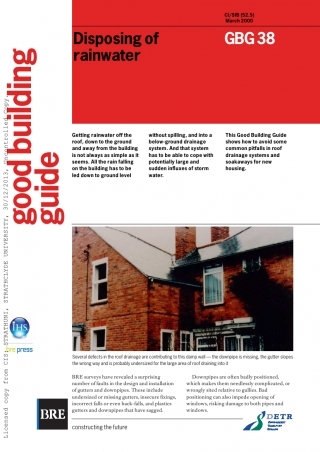 CI/SfB (52.5)
March 2000
Disposing of
rainwater
GBG 38
good building
guide
Getting rainwater off the
roof, down to the ground
and away from the building
is not always as simple as it
seems. All the rain falling
on the building has to be
led down to ground level
without spilling, and into a
below-ground drainage
system. And that system
has to be able to cope with
potentially large and
sudden influxes of storm
water.
This Good Building Guide
shows how to avoid some
common pitfalls in roof
drainage systems and
soakaways for new
housing.
Several defects in the roof drainage are contributing to this damp wall — the downpipe is missing, the gutter slopes
the wrong way and is probably undersized for the large area of roof draining into it
BRE surveys have revealed a surprising
number of faults in the design and installation
of gutters and downpipes. These include
undersized or missing gutters, insecure fixings,
incorrect falls or even back-falls, and plastics
gutters and downpipes that have sagged.
Downpipes are often badly positioned,
which makes them needlessly complicated, or
wrongly sited relative to gullies. Bad
positioning can also impede opening of
windows, risking damage to both pipes and
windows.
BRE
constructing the future
DETR
IHS
press
Licensed copy from CIS: STRATHUNI, STRATHCLYDE UNIVERSITY, 30/12/2013, Uncontrolled Copy.